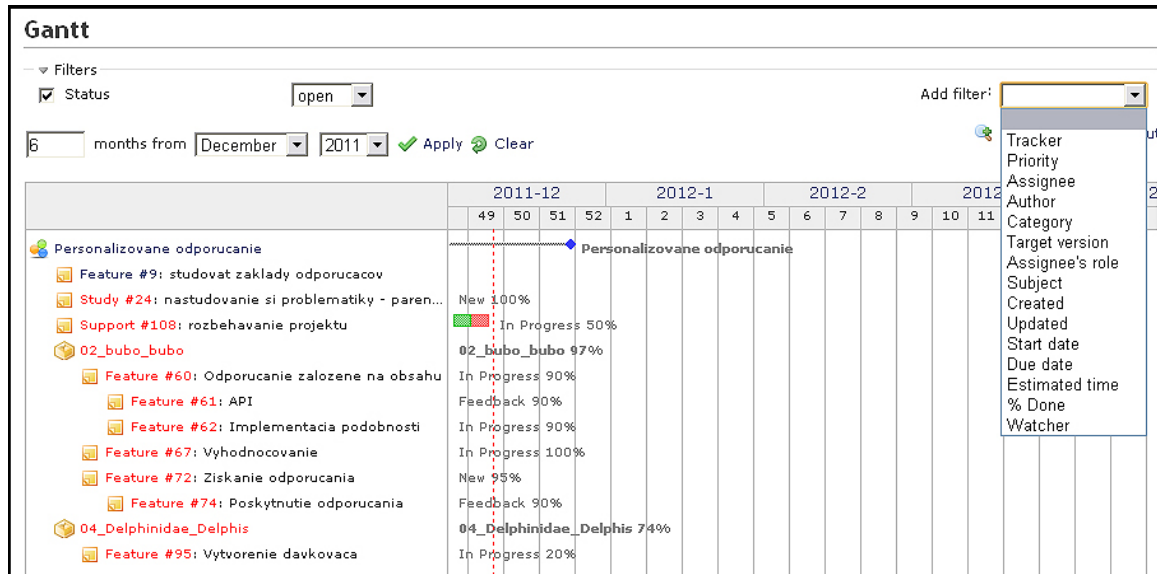 Gantt
Filters
Status open Add filter:
6 months from December 2011 Apply Clear
Tracker
Priority
Assignee
Author
Category
Target version
Assignee's role
Subject
Created
Updated
Start date
Due date
Estimated time
% Done
Watcher
2011-12 2012-1 2012-2 2012
49 50 51 52 1 2 3 4 5 6 7 8 9 10 11
Personalizovane odporucanie Personalizovane odporucanie
Feature #9: studovat zaklady odporucacov
Study #24: nastudovanie si problematiky - paren... New 100%
Support #108: rozbehavanie projektu In Progress 50%
02_bubo_bubo 02_bubo_bubo 97%
Feature #60: Odporucanie zalozene na obsahu In Progress 90%
Feature #61: API Feedback 90%
Feature #62: Implementacia podobnosti In Progress 90%
Feature #67: Vyhodnocovanie In Progress 100%
Feature #72: Ziskanie odporucania New 95%
Feature #74: Poskytnutie odporucania Feedback 90%
04_Delphinidae_Delphis 04_Delphinidae_Delphis 74%
Feature #95: Vytvorenie davkovaca In Progress 20%